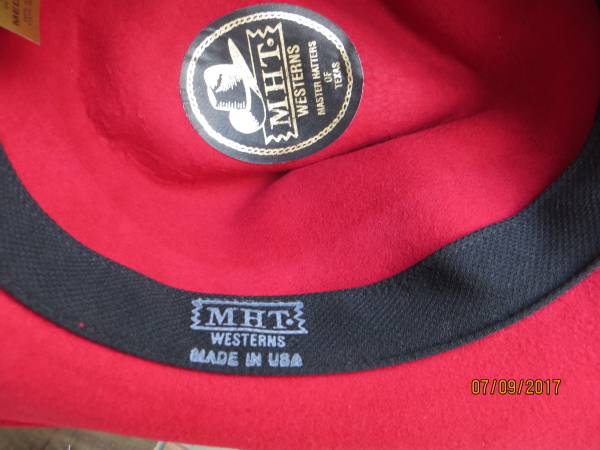 MHT
WESTERNS
MASTER HATTERS
OF
TEXAS
MHT
WESTERNS
MADE IN USA
07/09/2017